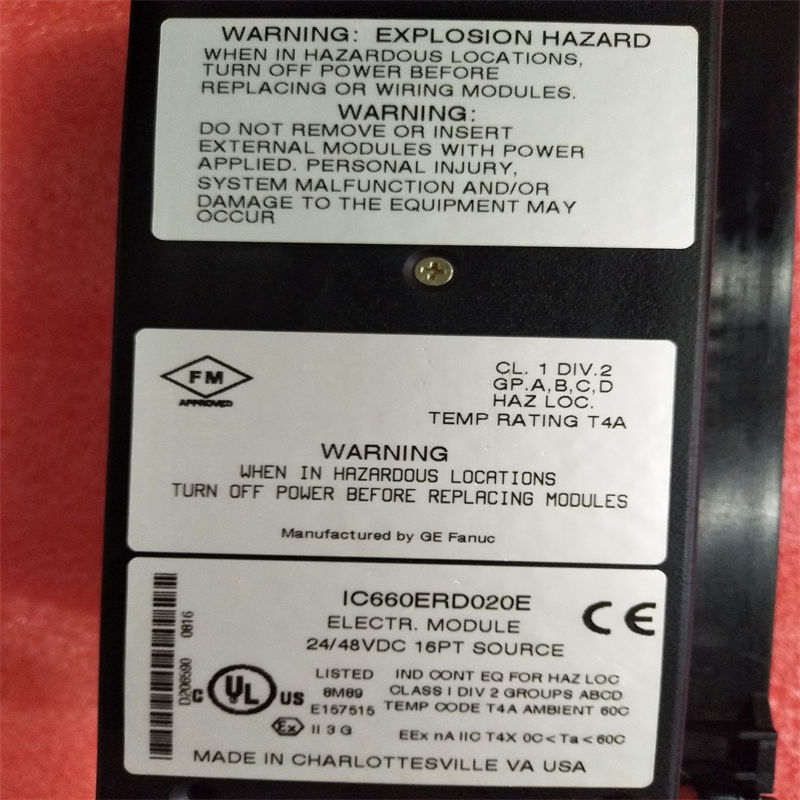 WARNING: EXPLOSION HAZARD
WHEN IN HAZARDOUS LOCATIONS,
TURN OFF POWER BEFORE
REPLACING OR WIRING MODULES.
WARNING:
DO NOT REMOVE OR INSERT
EXTERNAL MODULES WITH POWER
APPLIED. PERSONAL INJURY,
SYSTEM MALFUNCTION AND/OR
DAMAGE TO THE EQUIPMENT MAY
OCCUR
FM
APPROVED
CL. 1 DIV.2
GP.A,B,C,D
HAZ LOC.
TEMP RATING T4A
WARNING
WHEN IN HAZARDOUS LOCATIONS
TURN OFF POWER BEFORE REPLACING MODULES
Manufactured by GE Fanuc
D206590 0816
IC660ERD020E
ELECTR. MODULE
24/48VDC 16PT SOURCE
CE
C UL US
LISTED
8M89
E157515
IND CONT EQ FOR HAZ LOC
CLASS I DIV 2 GROUPS ABCD
TEMP CODE T4A AMBIENT 60C
Ex II 3 G
EEx nA IIC T4X 0C<Ta<60C
MADE IN CHARLOTTESVILLE VA USA